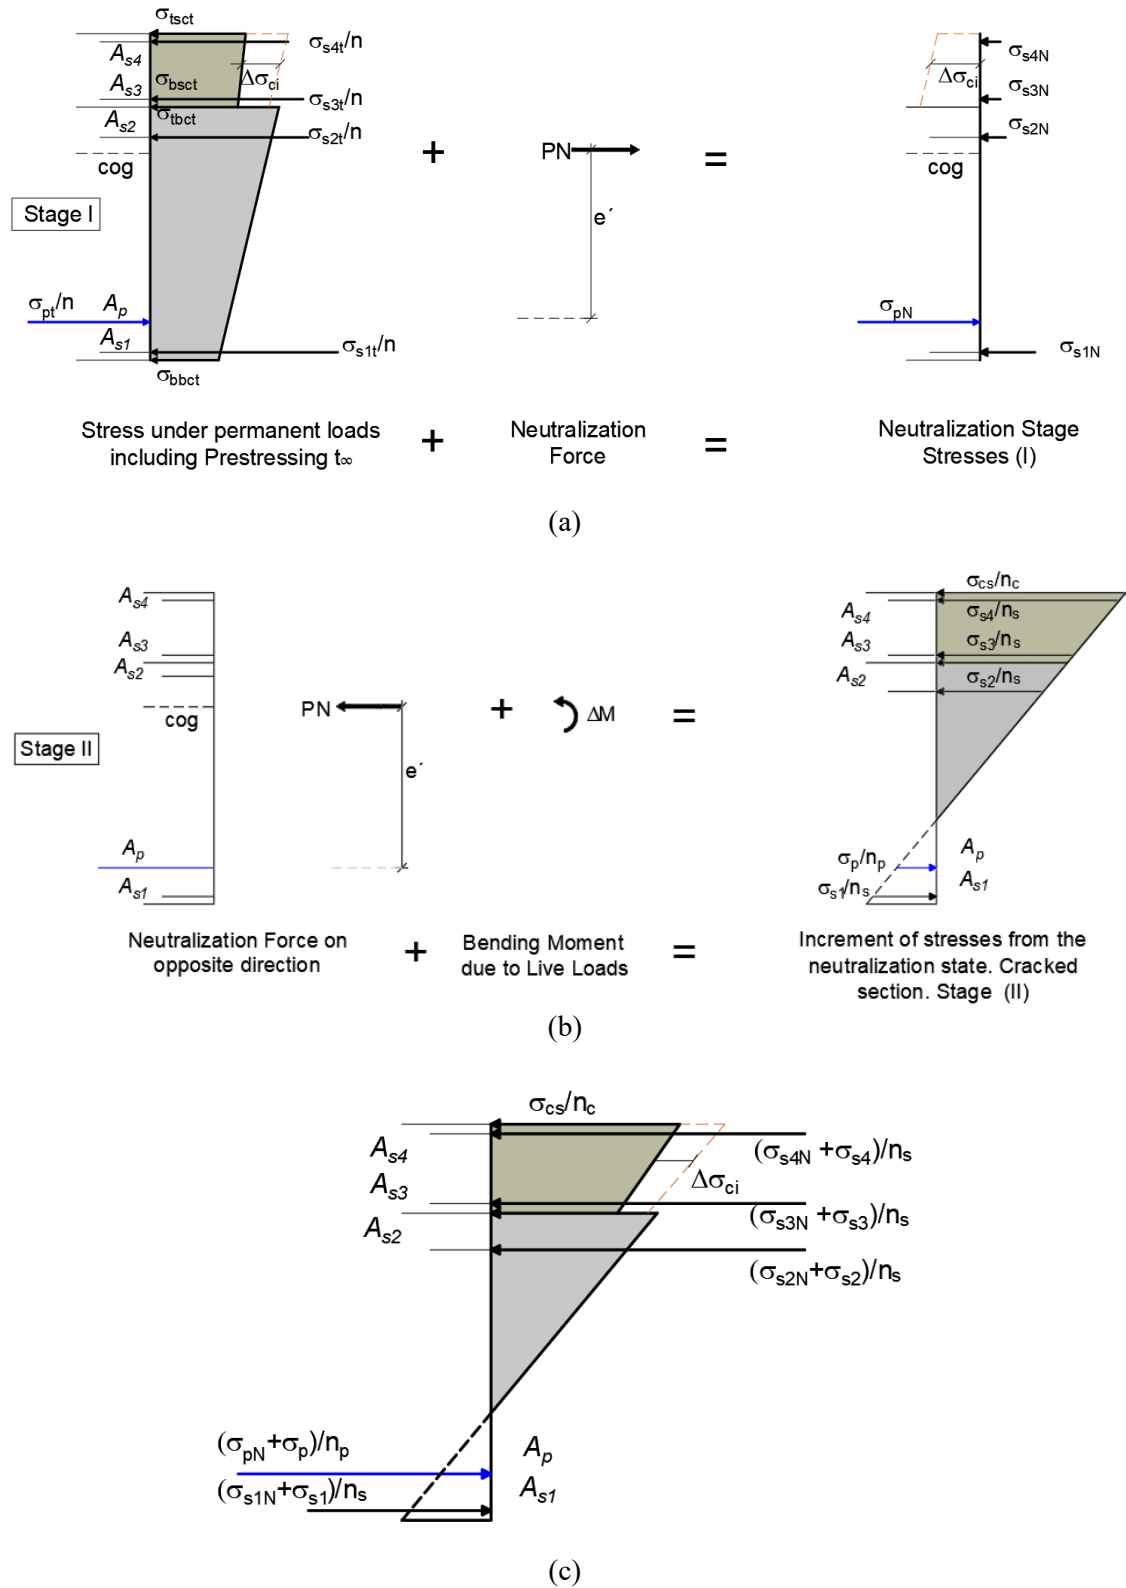 σtsct
As4
σs4t/n
σbsct
Δσci
As3
σs3t/n
σtbct
As2
σs2t/n
cog
Stage I
σpt/n
Ap
As1
σs1t/n
σbbct
+
PN
e´
=
σs4N
Δσci
σs3N
σs2N
cog
σpN
σs1N
Stress under permanent loads
including Prestressing t∞
+
Neutralization
Force
=
Neutralization Stage
Stresses (I)
(a)
As4
As3
As2
cog
Stage II
Ap
As1
PN
e´
+
ΔM
=
σcs/nc
As4
σs4/ns
As3
σs3/ns
As2
σs2/ns
σp/np
Ap
σs1/ns
As1
Neutralization Force on
opposite direction
+
Bending Moment
due to Live Loads
=
Increment of stresses from the
neutralization state. Cracked
section. Stage (II)
(b)
σcs/nc
As4
(σs4N +σs4)/ns
Δσci
As3
(σs3N +σs3)/ns
As2
(σs2N+σs2)/ns
(σpN+σp)/np
Ap
(σs1N+σs1)/ns
As1
(c)